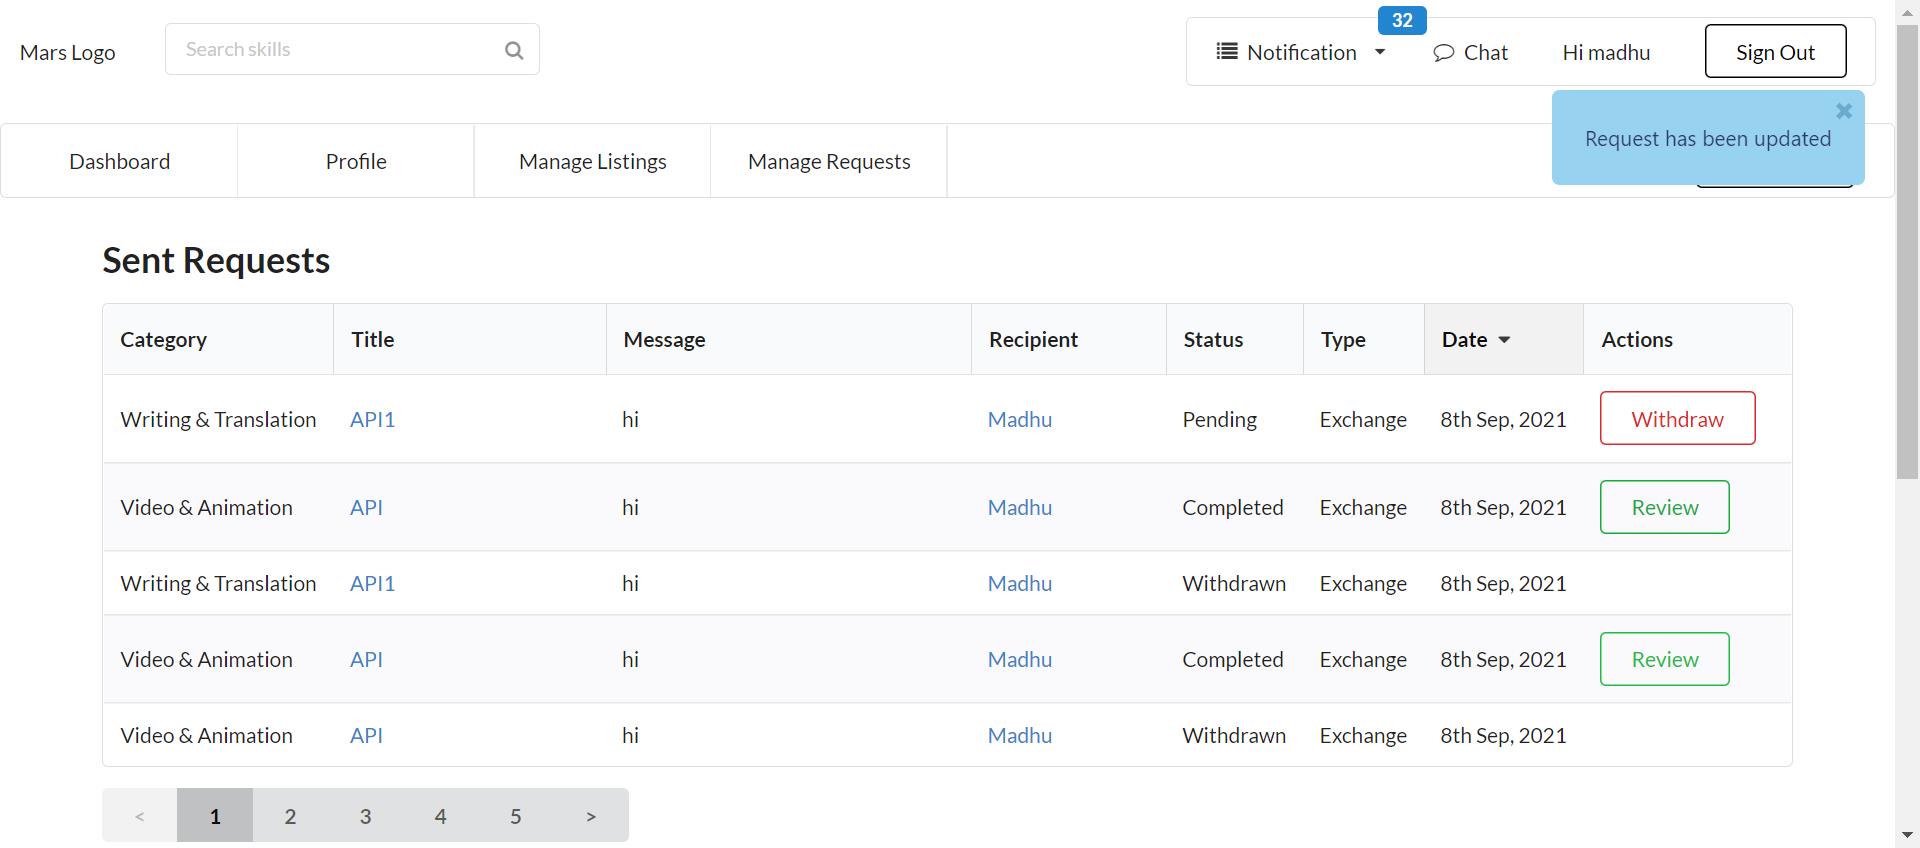 Mars Logo
Search skills
32
Notification
Chat
Hi madhu
Sign Out
Request has been updated
Dashboard
Profile
Manage Listings
Manage Requests
Sent Requests
Category Title Message Recipient Status Type Date Actions
Writing & Translation API1 hi Madhu Pending Exchange 8th Sep, 2021 Withdraw
Video & Animation API hi Madhu Completed Exchange 8th Sep, 2021 Review
Writing & Translation API1 hi Madhu Withdrawn Exchange 8th Sep, 2021
Video & Animation API hi Madhu Completed Exchange 8th Sep, 2021 Review
Video & Animation API hi Madhu Withdrawn Exchange 8th Sep, 2021
< 1 2 3 4 5 >